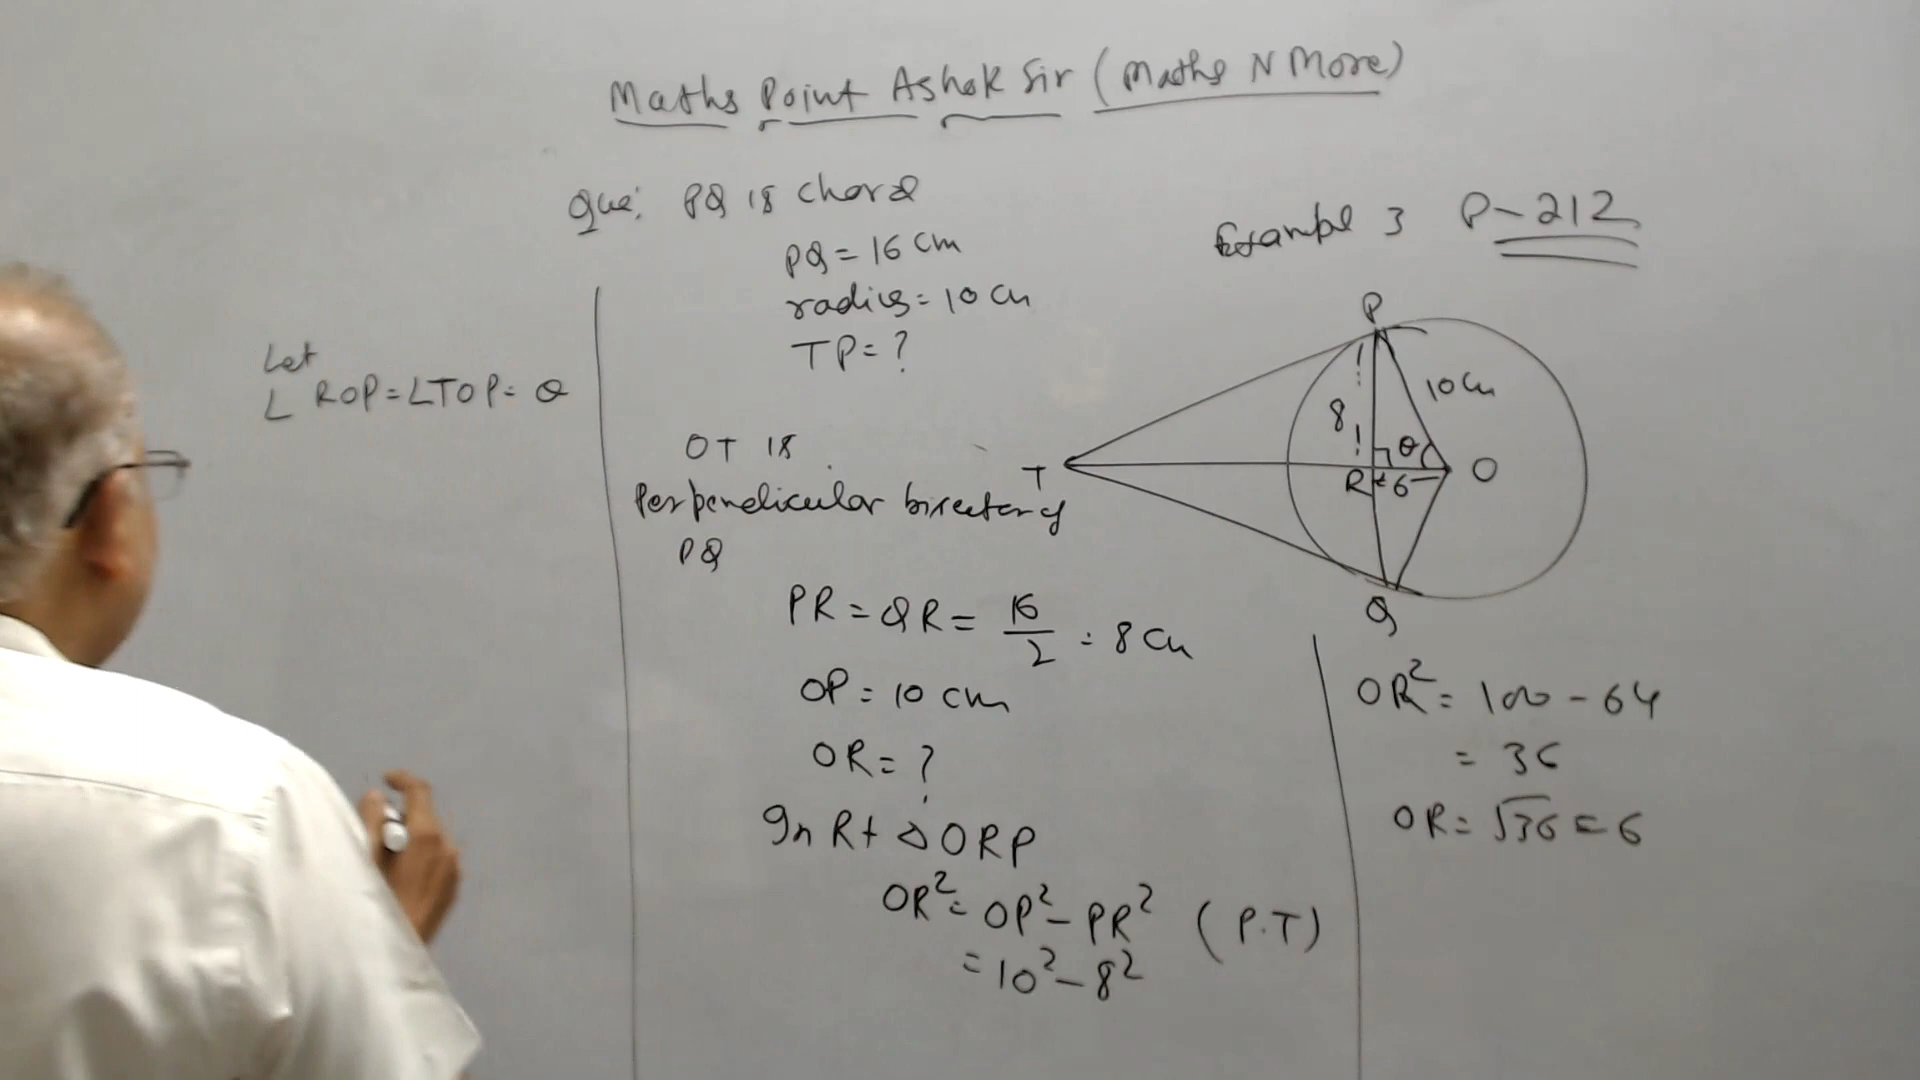 Maths Point Ashok Sir (Maths N More)
Que: PQ is chord
PQ = 16 cm
radius = 10 cm
TP = ?
Example 3 P-212
Let
∠ROP = ∠TOP = θ
OT is
Perpendicular bisector of
PQ
PR = QR = 16/2 = 8 cm
OP = 10 cm
OR = ?
In Rt △ORP
OR² = OP² - PR² (P.T)
= 10² - 8²
P
10 cm
8
θ
T
R
6
O
Q
OR² = 100 - 64
= 36
OR = √36 = 6